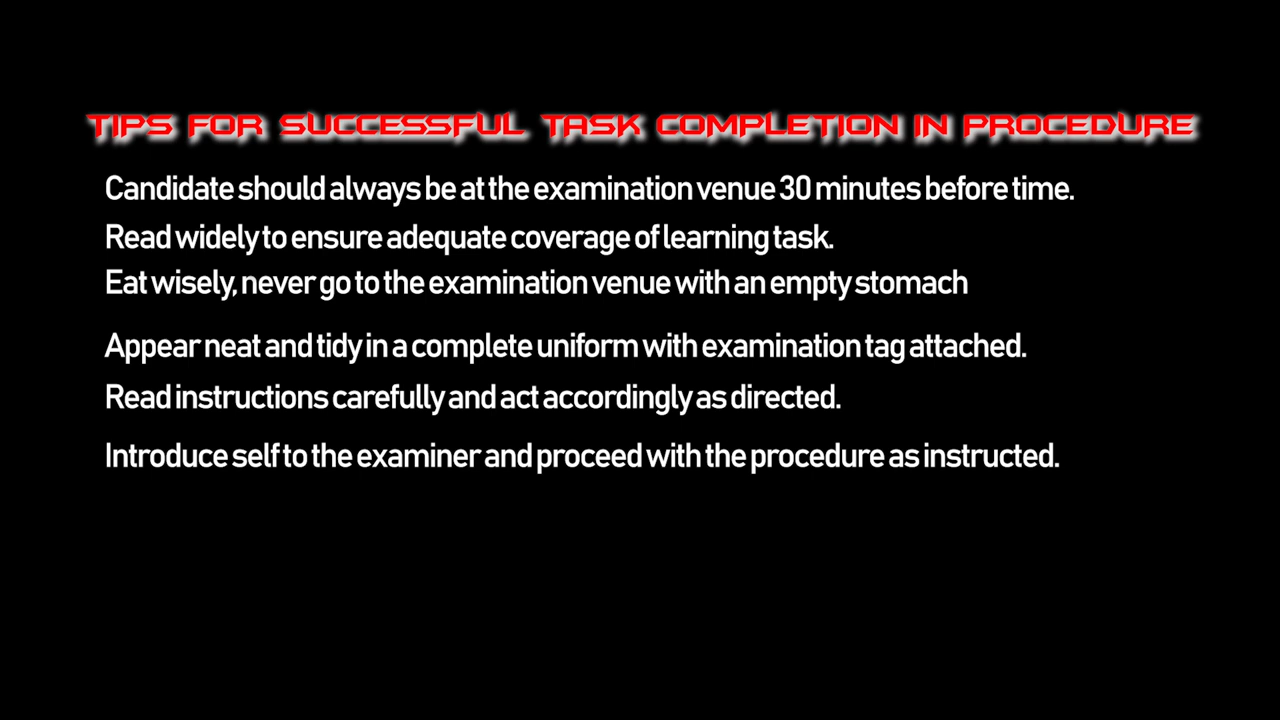 TIPS FOR SUCCESSFUL TASK COMPLETION IN PROCEDURE
Candidate should always be at the examination venue 30 minutes before time.
Read widely to ensure adequate coverage of learning task.
Eat wisely, never go to the examination venue with an empty stomach
Appear neat and tidy in a complete uniform with examination tag attached.
Read instructions carefully and act accordingly as directed.
Introduce self to the examiner and proceed with the procedure as instructed.